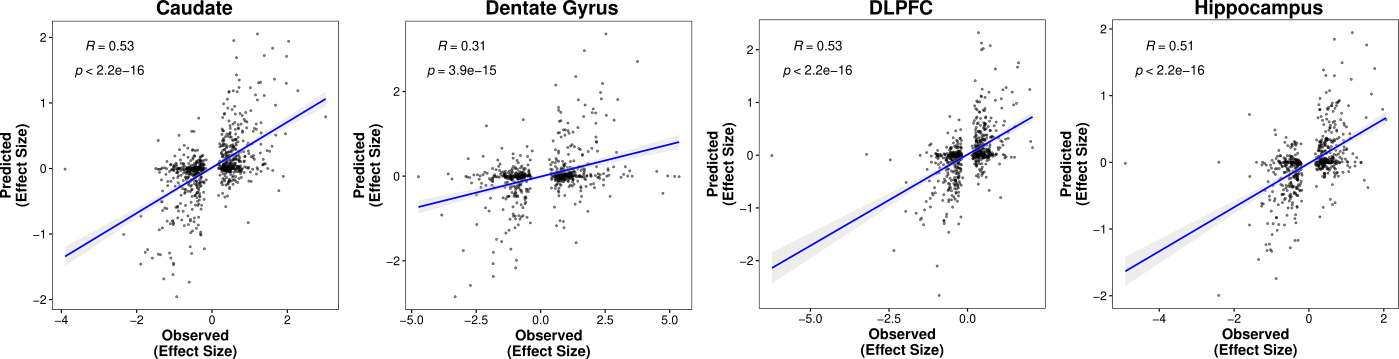 Caudate
R = 0.53
p < 2.2e−16
2
1
0
−1
−2
−4
−2
0
2
Predicted
(Effect Size)
Observed
(Effect Size)
Dentate Gyrus
R = 0.31
p = 3.9e−15
2
0
−2
−5.0
−2.5
0.0
2.5
5.0
Predicted
(Effect Size)
Observed
(Effect Size)
DLPFC
R = 0.53
p < 2.2e−16
2
1
0
−1
−2
−5.0
−2.5
0.0
Predicted
(Effect Size)
Observed
(Effect Size)
Hippocampus
R = 0.51
p < 2.2e−16
2
1
0
−1
−2
−4
−2
0
2
Predicted
(Effect Size)
Observed
(Effect Size)